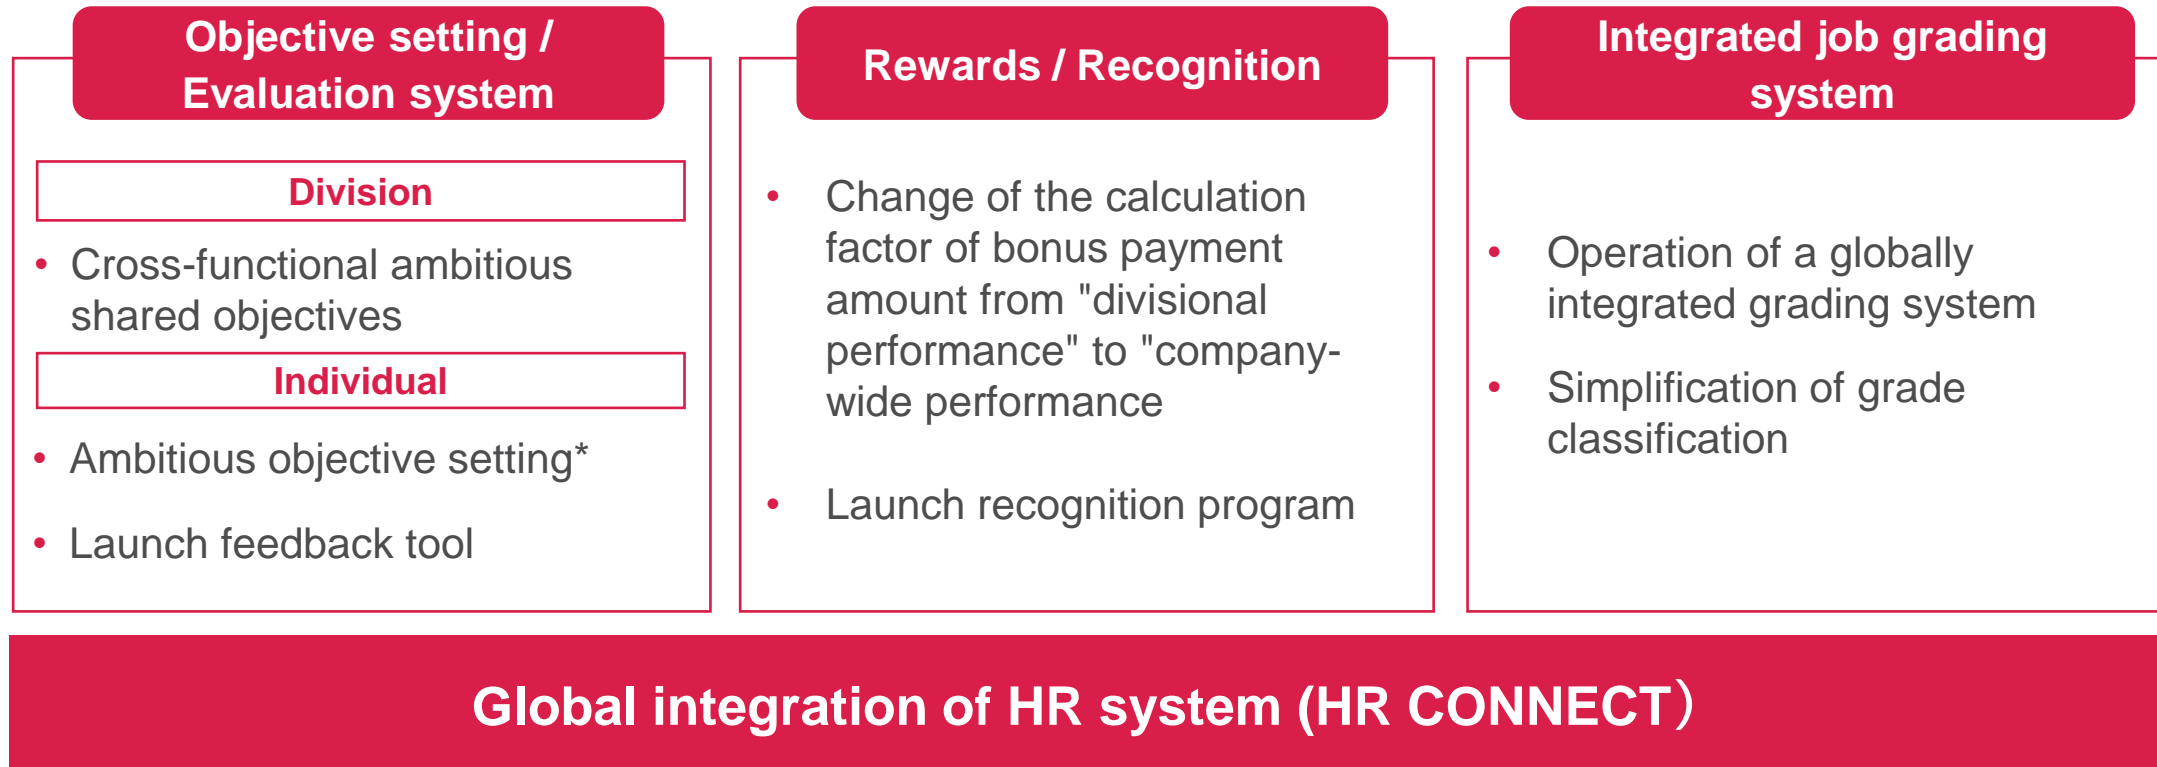 Objective setting /
Evaluation system
Division
• Cross-functional ambitious
shared objectives
Individual
• Ambitious objective setting*
• Launch feedback tool
Rewards / Recognition
• Change of the calculation
factor of bonus payment
amount from "divisional
performance" to "company-
wide performance
• Launch recognition program
Integrated job grading
system
• Operation of a globally
integrated grading system
• Simplification of grade
classification
Global integration of HR system (HR CONNECT）